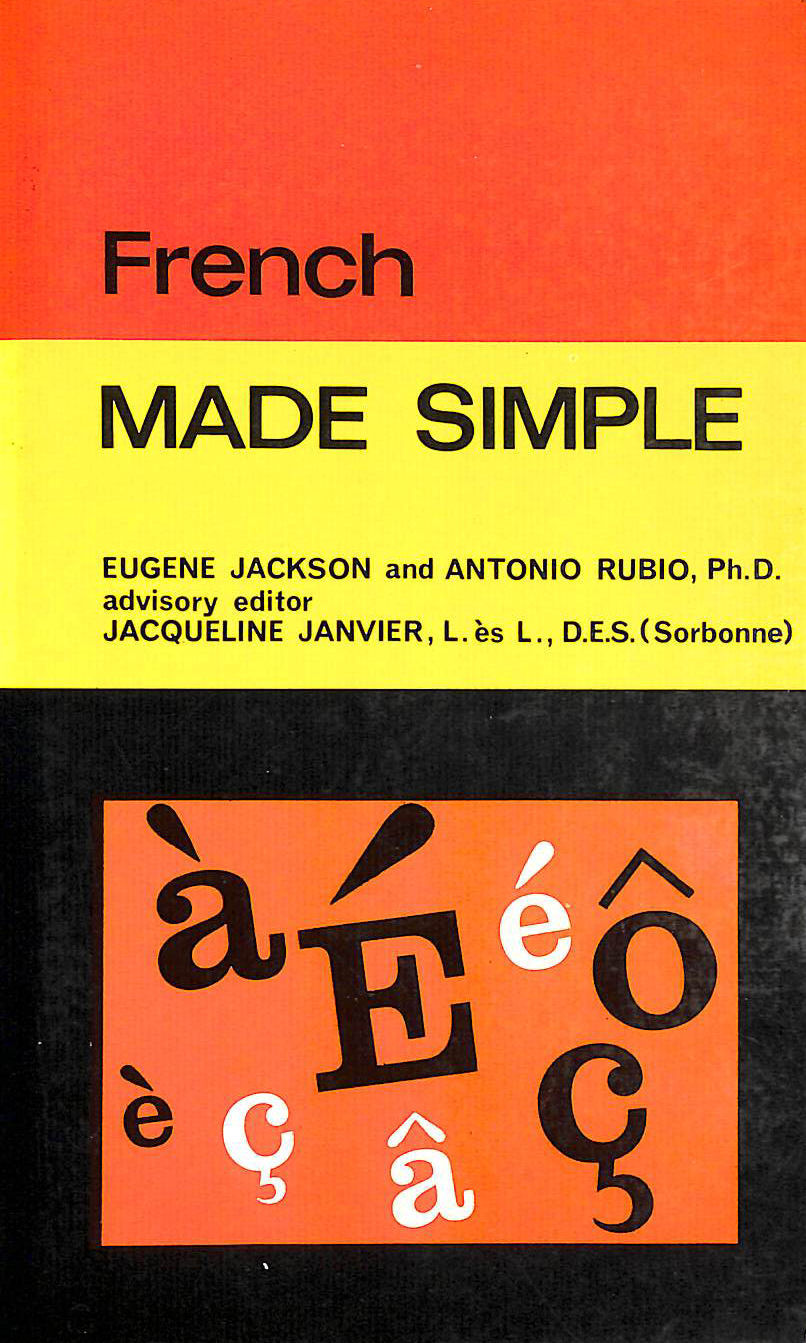 French
MADE SIMPLE
EUGENE JACKSON and ANTONIO RUBIO, Ph.D.
advisory editor
JACQUELINE JANVIER, L. ès L., D.E.S. (Sorbonne)
à É é ô
è ç â ç